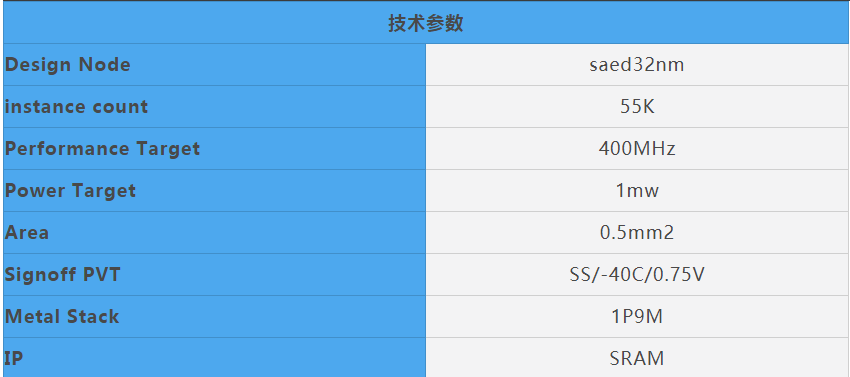 技术参数
Design Node saed32nm
instance count 55K
Performance Target 400MHz
Power Target 1mw
Area 0.5mm2
Signoff PVT SS/-40C/0.75V
Metal Stack 1P9M
IP SRAM